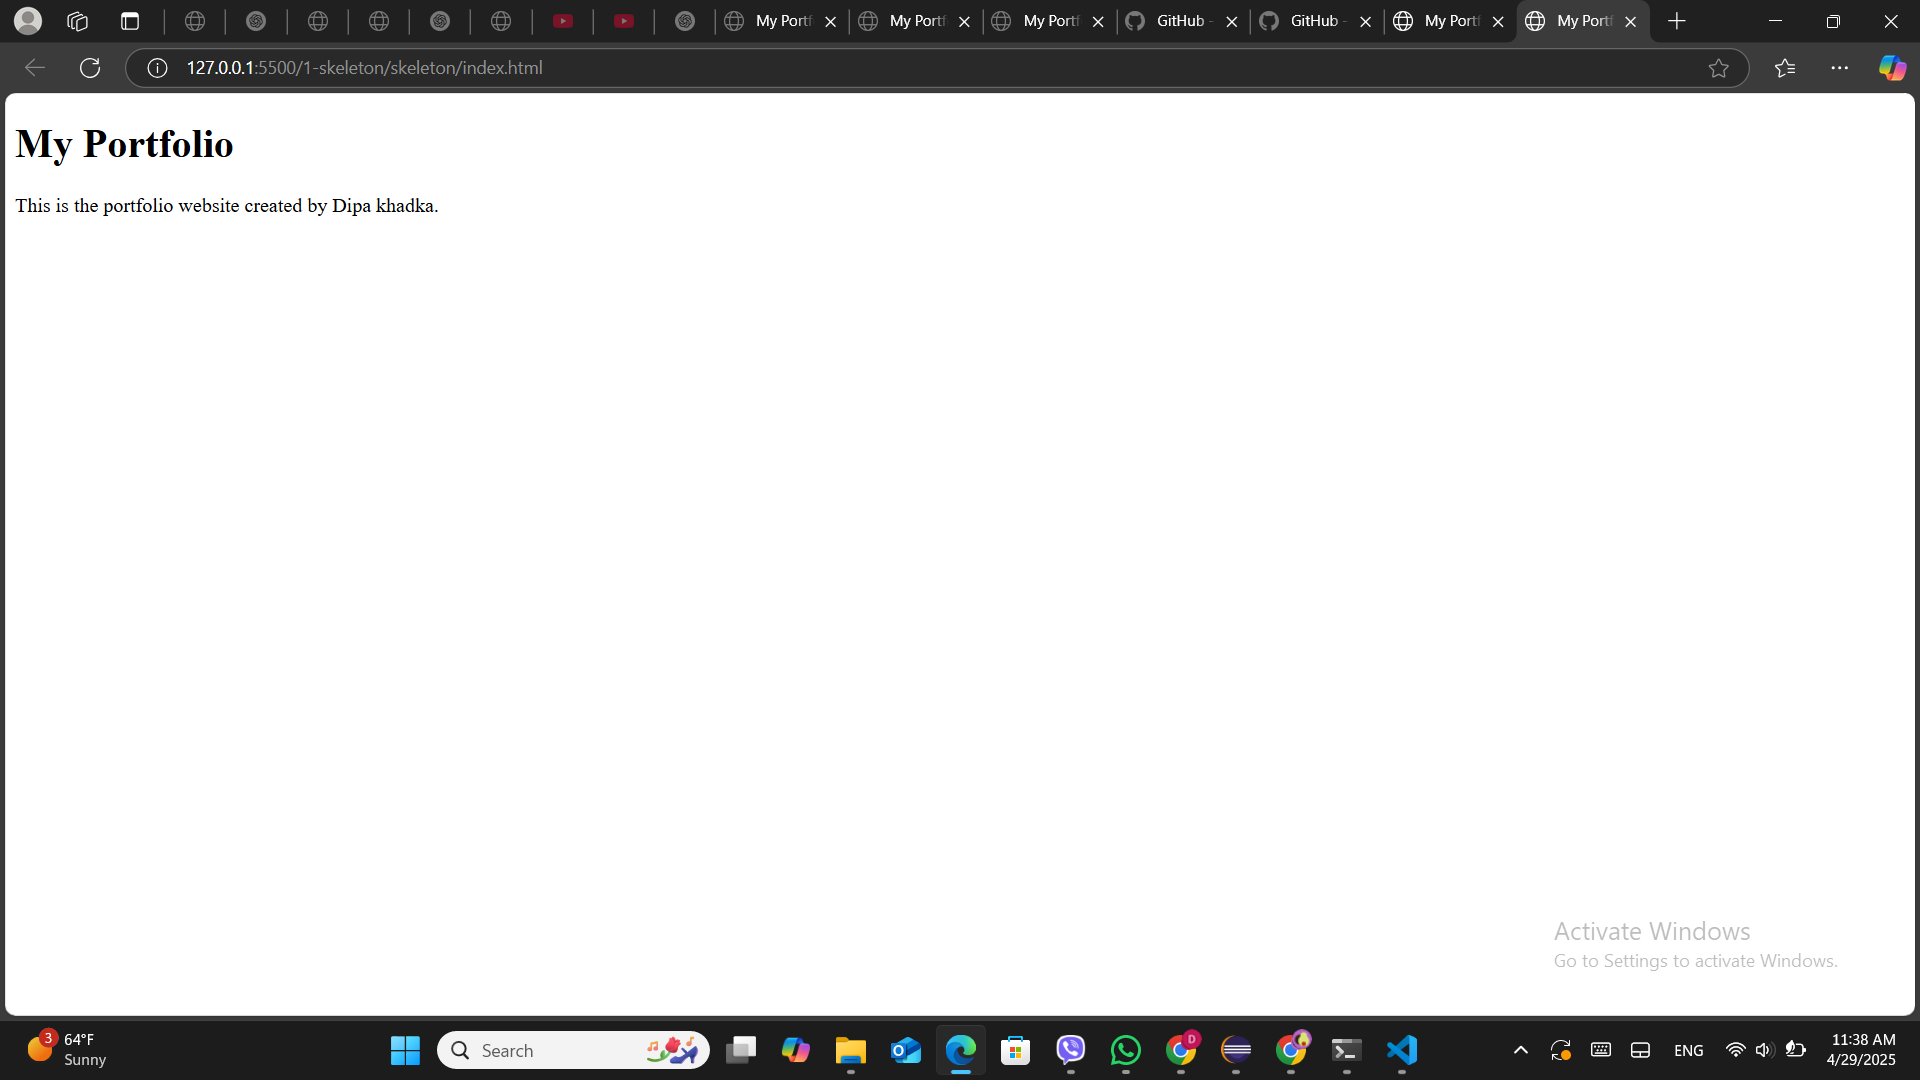 My Portf
My Portf
My Portf
GitHub -
GitHub -
My Portf
My Portf
127.0.0.1:5500/1-skeleton/skeleton/index.html
My Portfolio
This is the portfolio website created by Dipa khadka.
Activate Windows
Go to Settings to activate Windows.
3
64°F
Sunny
Search
D
ENG
11:38 AM
4/29/2025